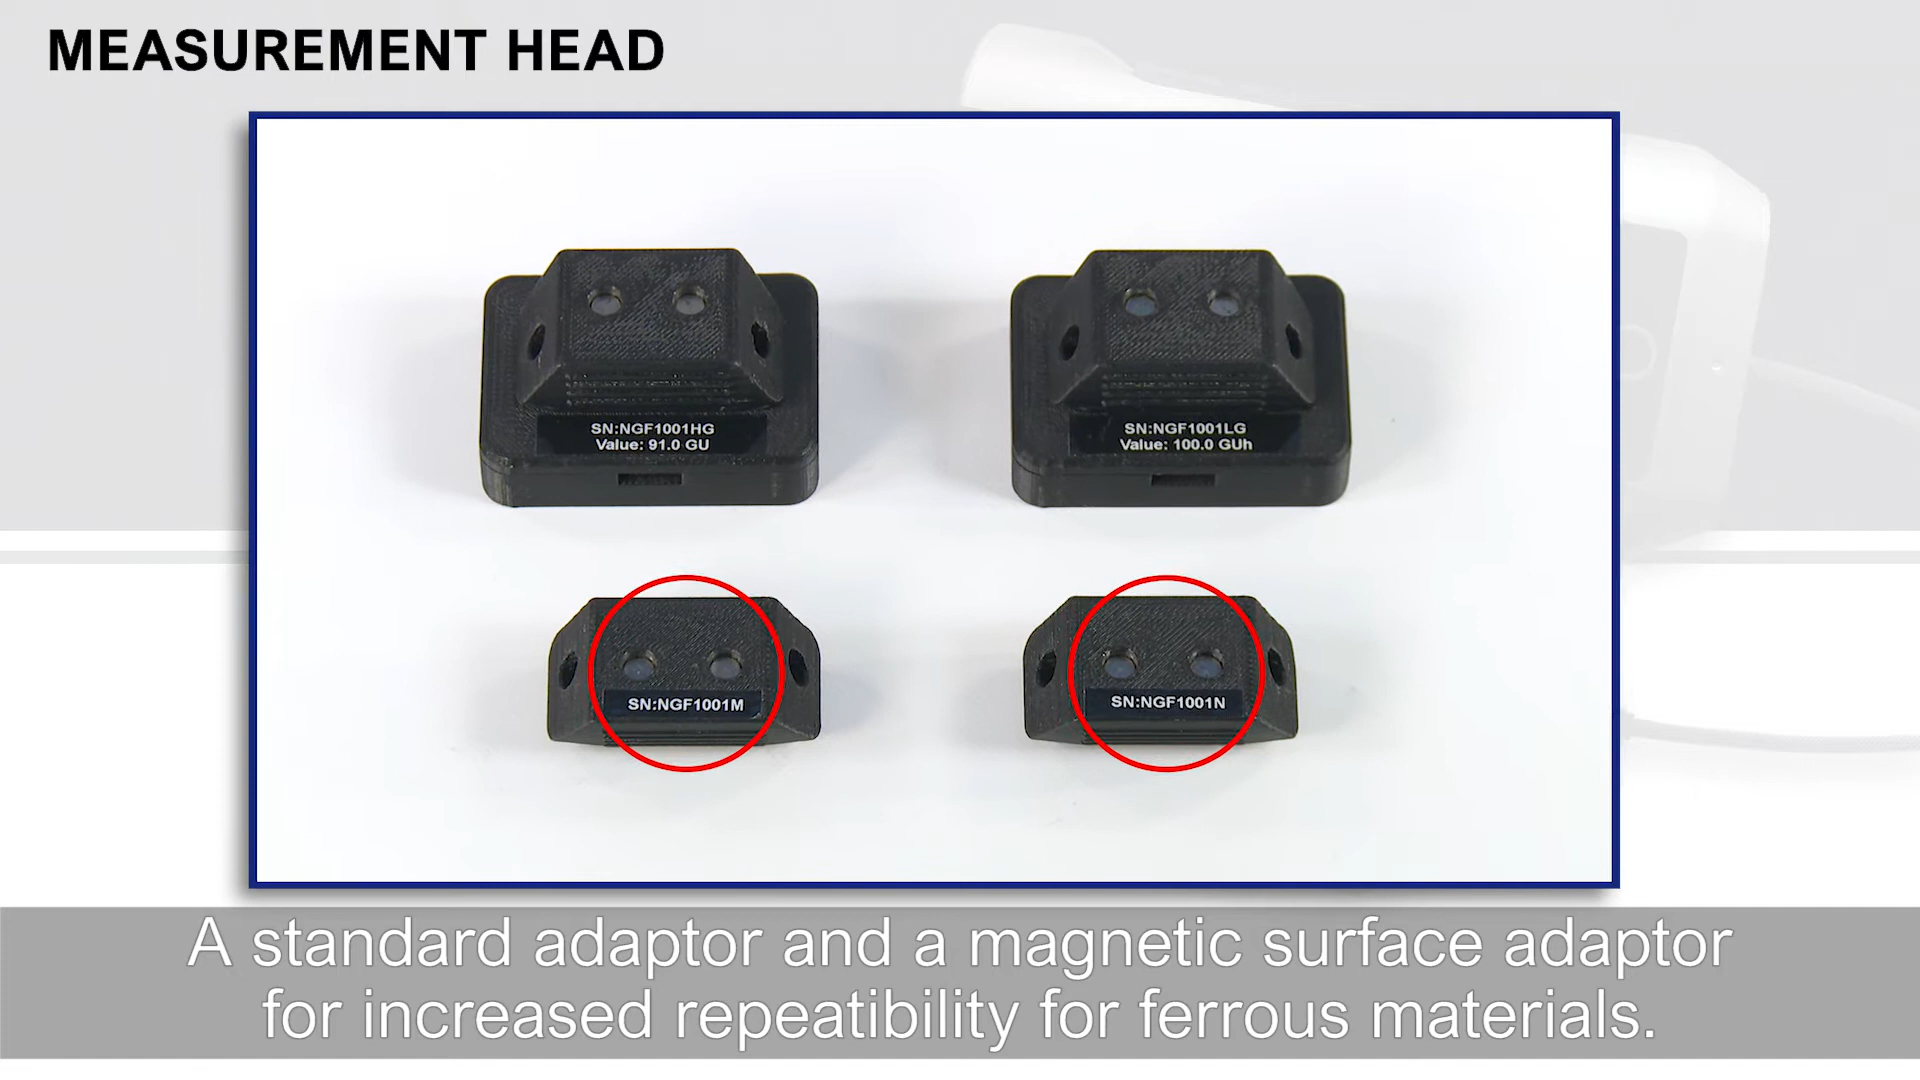 MEASUREMENT HEAD
SN:NGF1001HG
Value: 91.0 GU
SN:NGF1001LG
Value: 100.0 GUh
SN:NGF1001M
SN:NGF1001N
A standard adaptor and a magnetic surface adaptor
for increased repeatibility for ferrous materials.